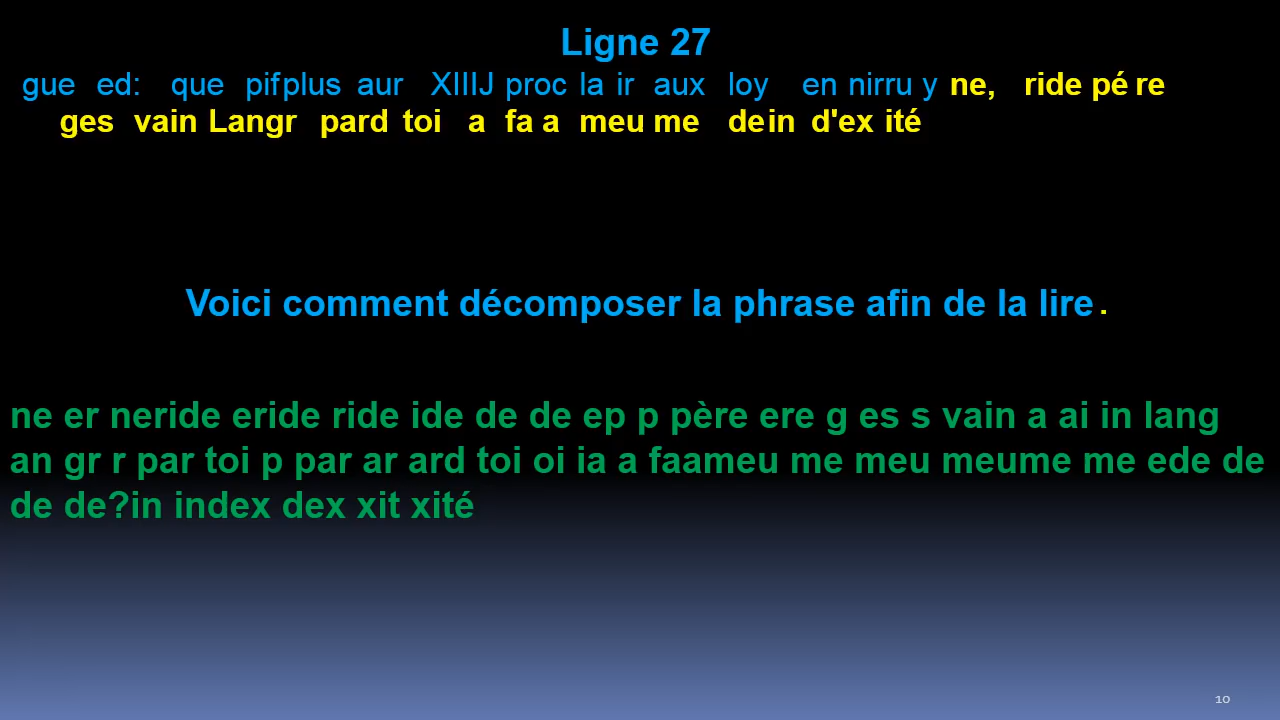 Ligne 27
gue ed: que pif plus aur XIIIJ proc la ir aux loy en nirru y ne, ride pé re
ges vain Langr pard toi a fa a meu me de in d'ex ité
Voici comment décomposer la phrase afin de la lire .
ne er neride eride ride ide de de ep p père ere g es s vain a ai in lang
an gr r par toi p par ar ard toi oi ia a faameu me meu meume me ede de
de de?in index dex xit xité
10